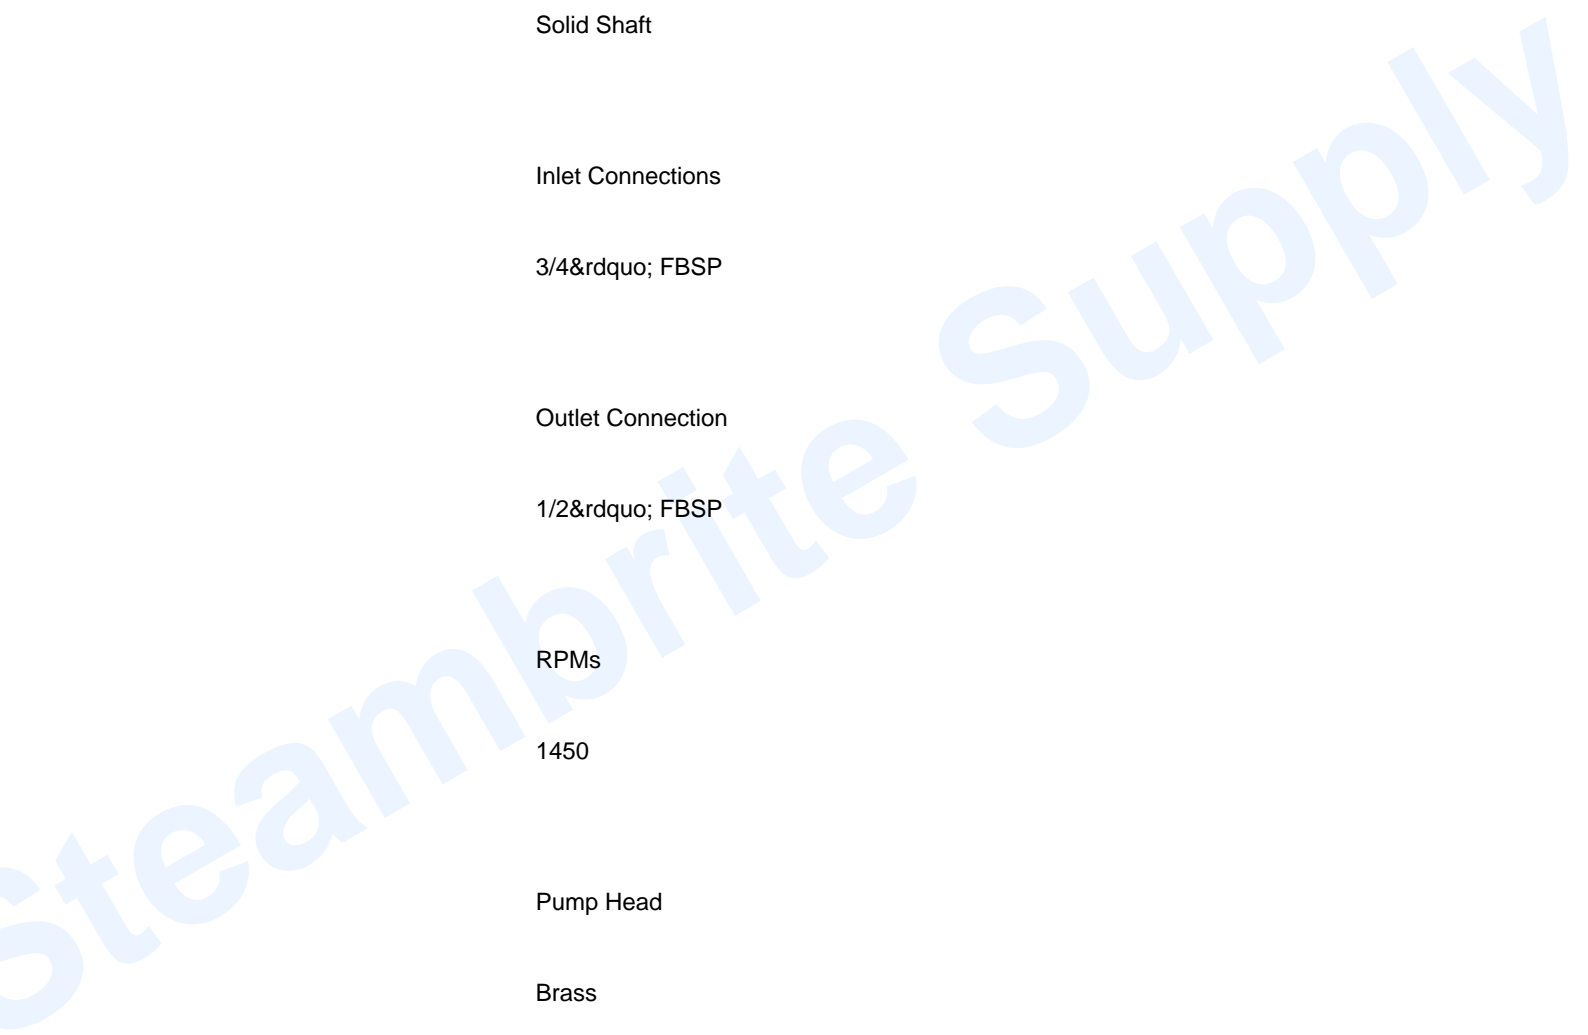 Solid Shaft
Inlet Connections
3/4&rdquo; FBSP
Outlet Connection
1/2&rdquo; FBSP
RPMs
1450
Pump Head
Brass
Steambrite Supply